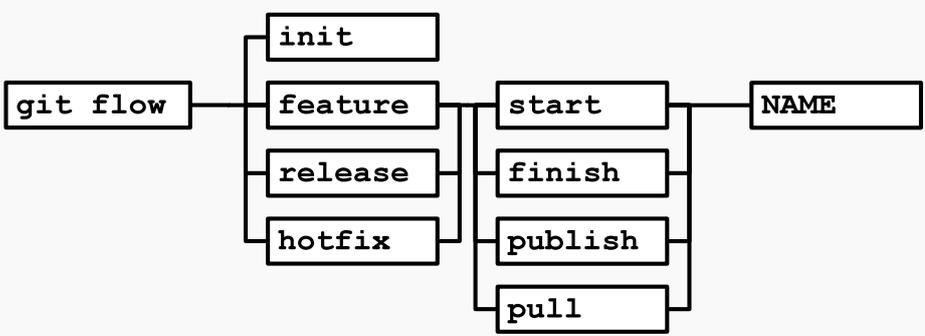 init
git flow
feature
start
NAME
release
finish
hotfix
publish
pull